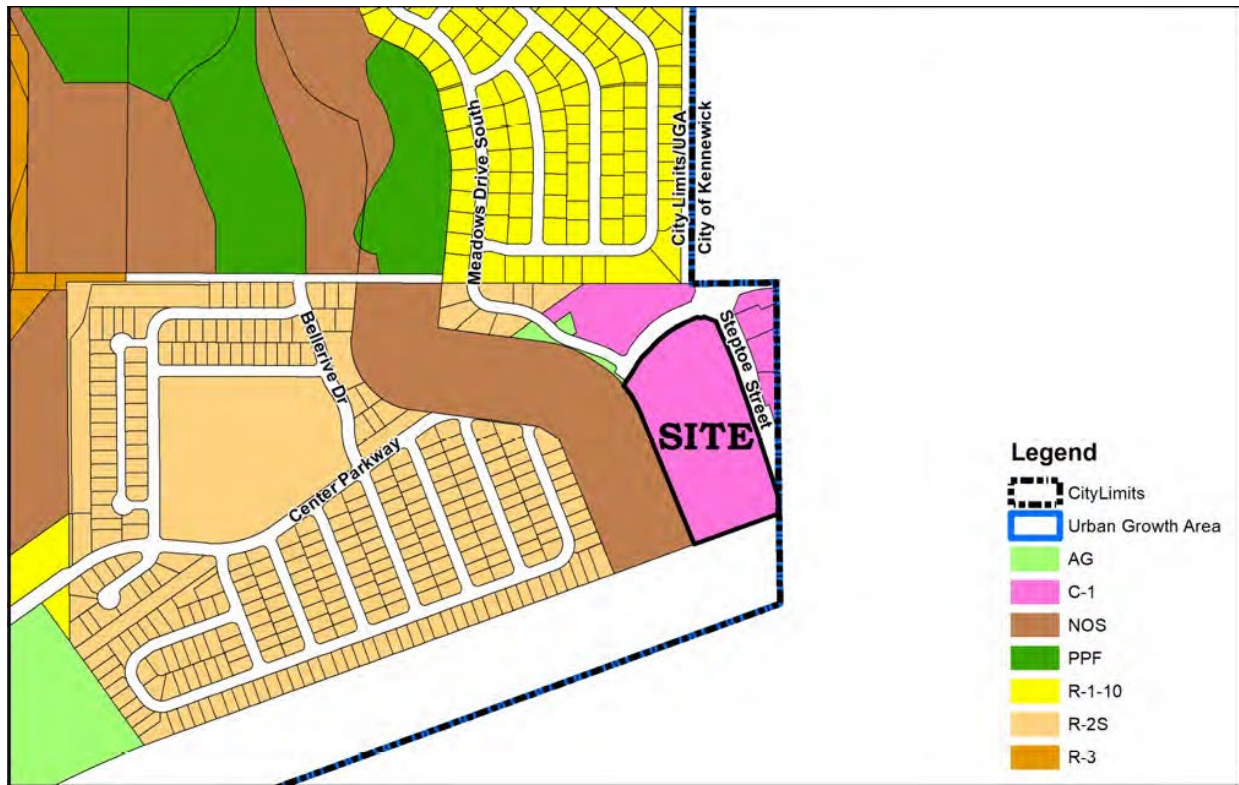 Meadows Drive South
City Limits/UGA
City of Kennewick
Bellerive Dr
Steptoe Street
SITE
Center Parkway
Legend
CityLimits
Urban Growth Area
AG
C-1
NOS
PPF
R-1-10
R-2S
R-3